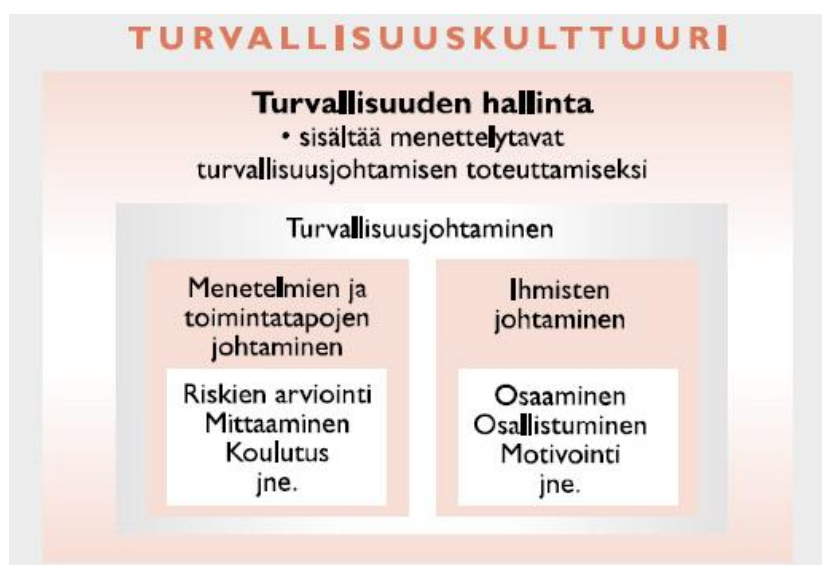 TURVALLISUUSKULTTUURI
Turvallisuuden hallinta
• sisältää menettelytavat
turvallisuusjohtamisen toteuttamiseksi
Turvallisuusjohtaminen
Menetelmien ja
toimintatapojen
johtaminen
Riskien arviointi
Mittaaminen
Koulutus
jne.
Ihmisten
johtaminen
Osaaminen
Osallistuminen
Motivointi
jne.